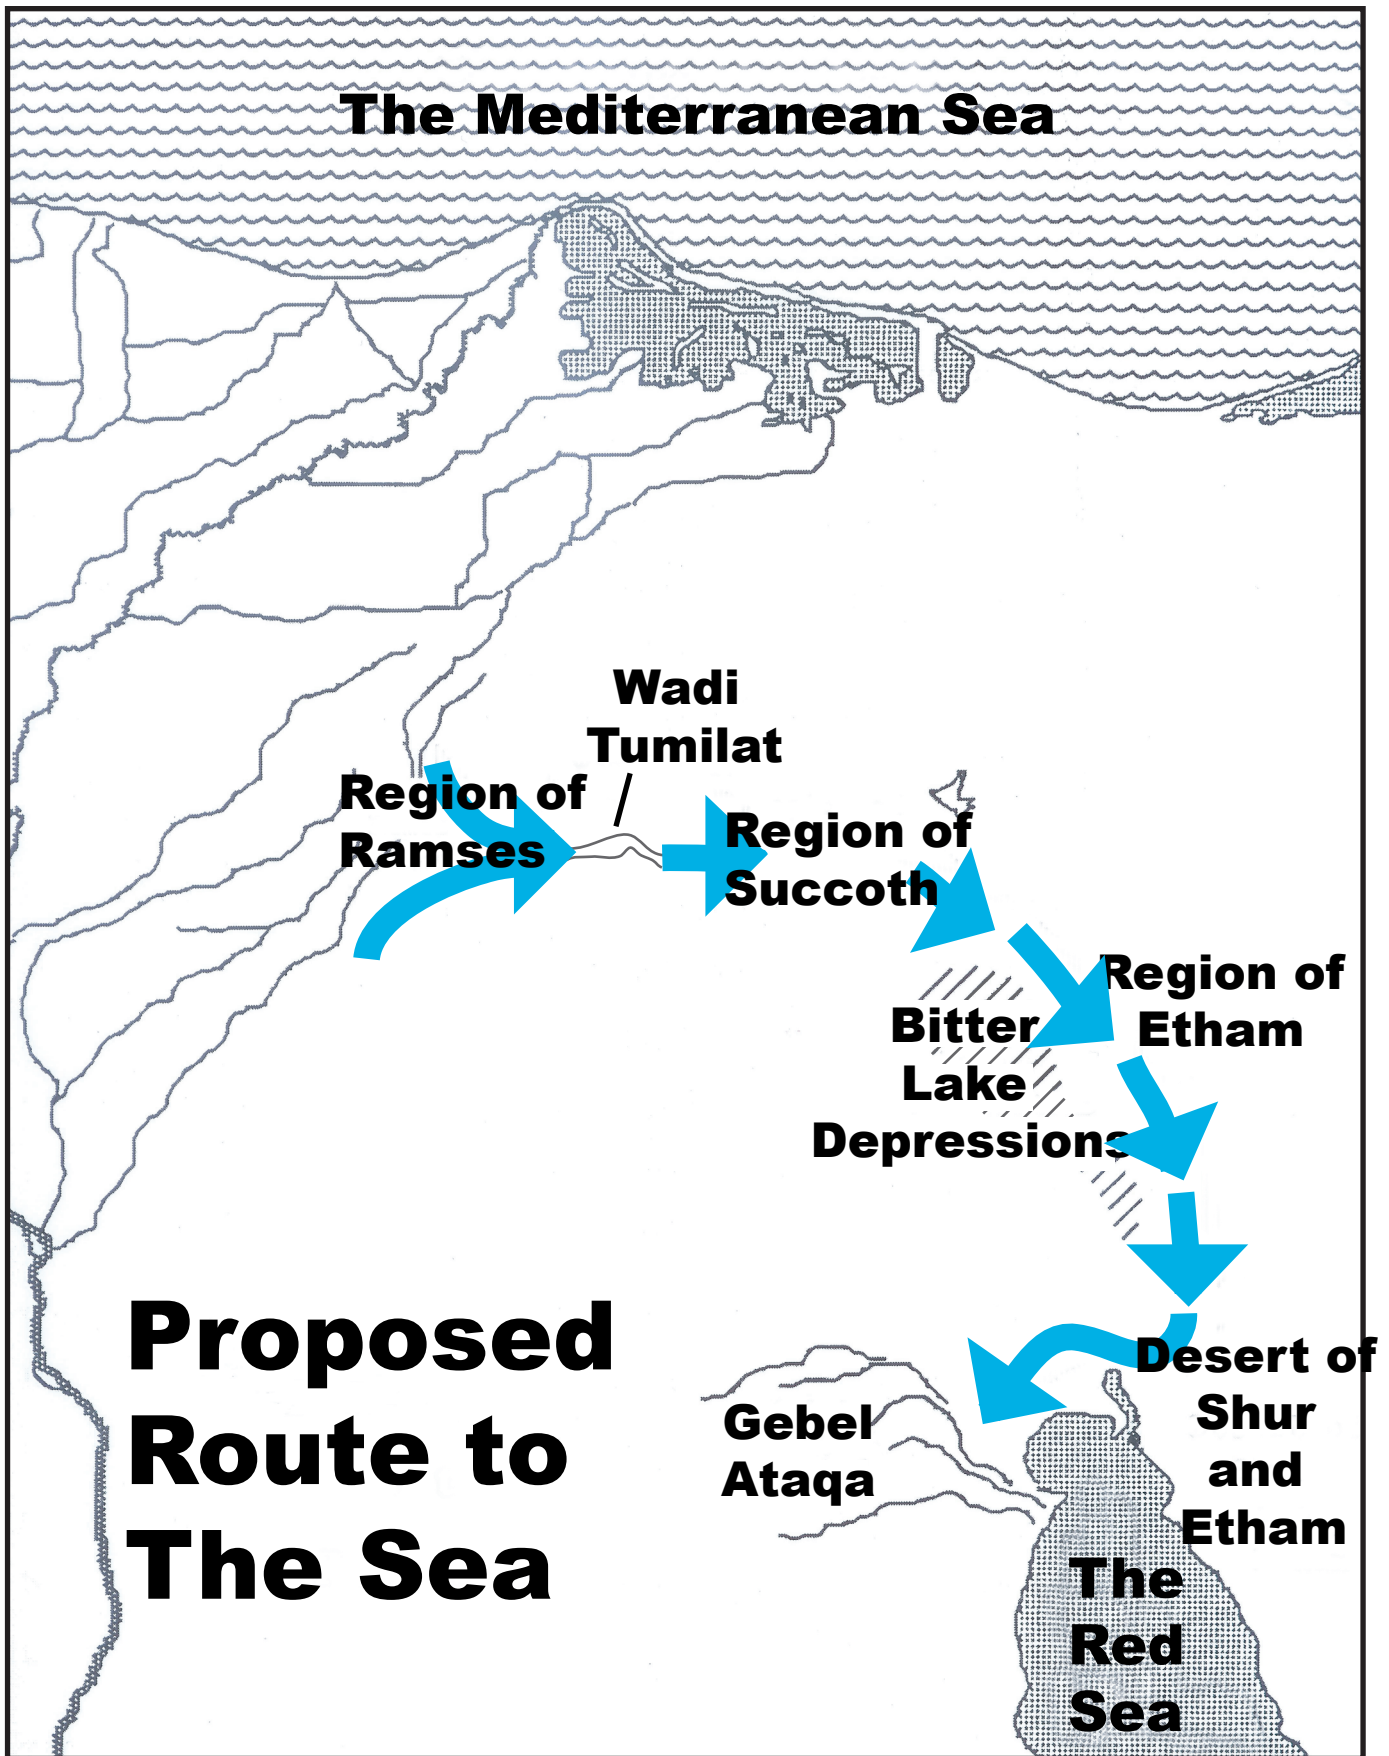 The Mediterranean Sea
Wadi
Tumilat
Region of
Ramses
Region of
Succoth
Region of
Etham
Bitter
Lake
Depressions
Proposed
Route to
The Sea
Gebel
Ataqa
Desert of
Shur
and
Etham
The
Red
Sea